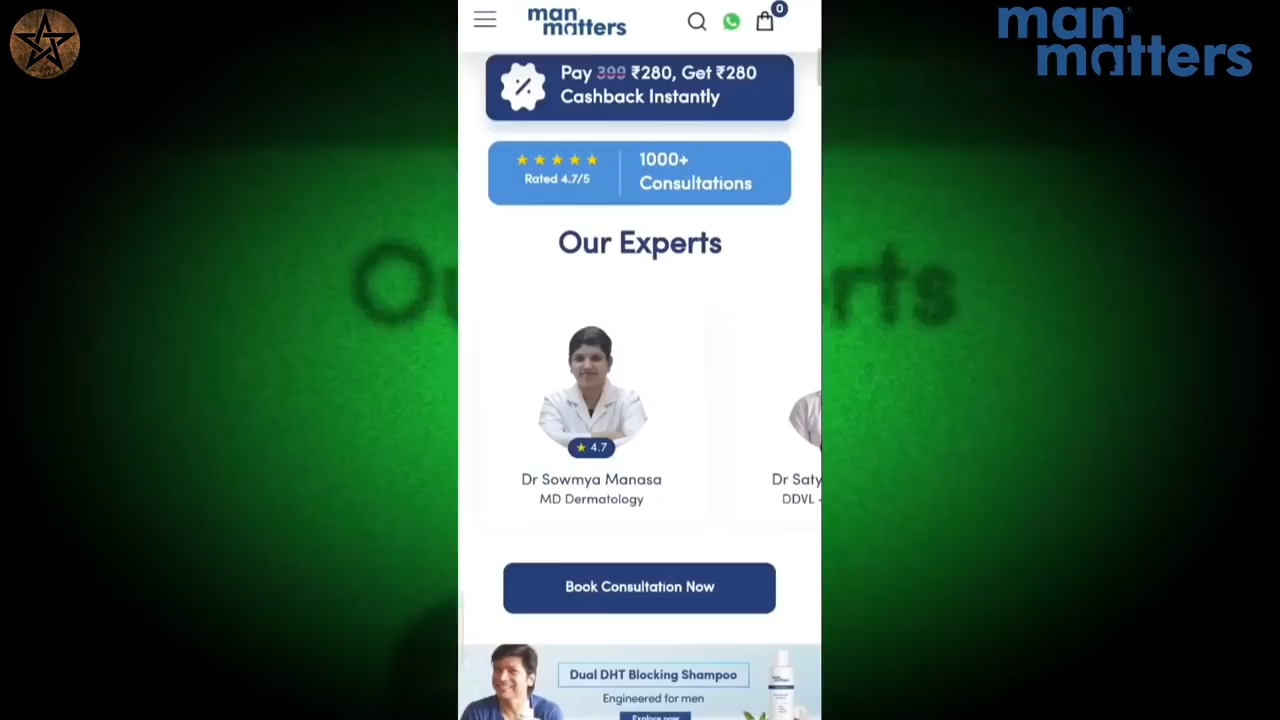 man
matters
0
man
matters
Pay 399 ₹280, Get ₹280
Cashback Instantly
Rated 4.7/5
1000+
Consultations
Our Experts
4.7
Dr Sowmya Manasa
MD Dermatology
Dr Saty
DDVL -
Book Consultation Now
Dual DHT Blocking Shampoo
Engineered for men
Explore now